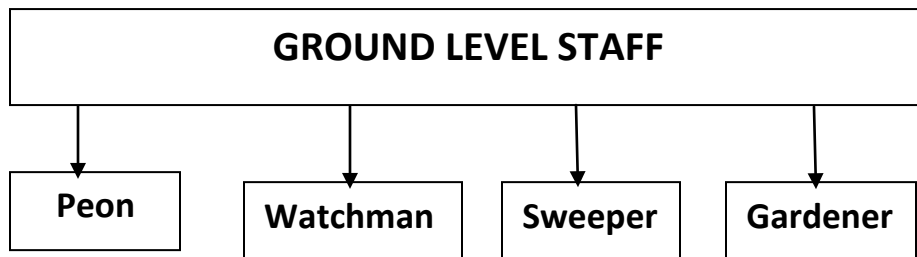 GROUND LEVEL STAFF
Peon
Watchman
Sweeper
Gardener